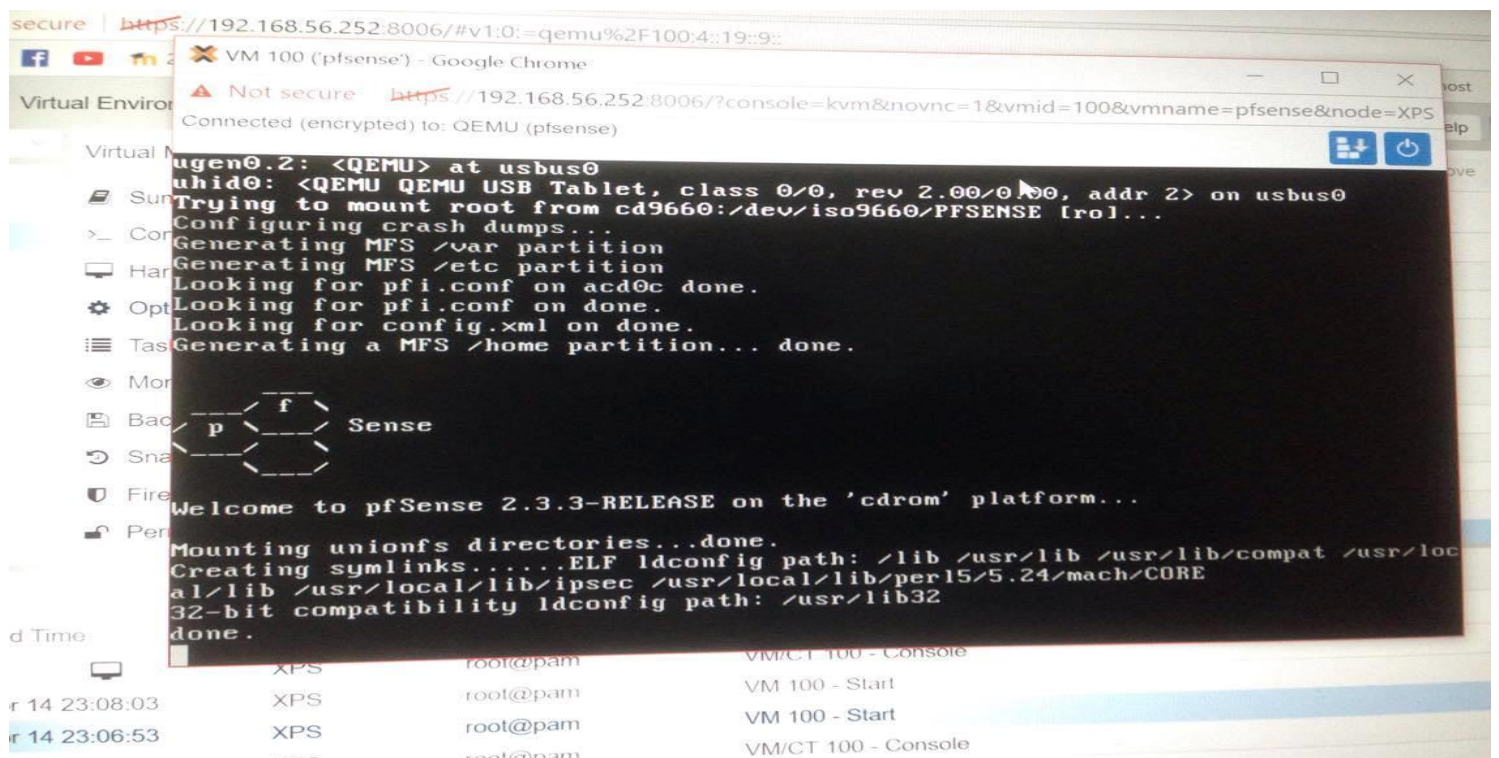 secure https://192.168.56.252:8006/#v1:0:=qemu%2F100:4::19::9::
VM 100 ('pfsense') - Google Chrome
Not secure https://192.168.56.252:8006/?console=kvm&novnc=1&vmid=100&vmname=pfsense&node=XPS
Connected (encrypted) to: QEMU (pfsense)
Virtual
ugen0.2: <QEMU> at usbus0
uhid0: <QEMU QEMU USB Tablet, class 0/0, rev 2.00/0.00, addr 2> on usbus0
Trying to mount root from cd9660:/dev/iso9660/PFSENSE [ro]...
Configuring crash dumps...
Generating MFS /var partition
Generating MFS /etc partition
Looking for pfi.conf on acd0c done.
Looking for pfi.conf on done.
Looking for config.xml on done.
Generating a MFS /home partition... done.
f
p Sense
Welcome to pfSense 2.3.3-RELEASE on the 'cdrom' platform...
Mounting unionfs directories...done.
Creating symlinks......ELF ldconfig path: /lib /usr/lib /usr/lib/compat /usr/loc
al/lib /usr/local/lib/ipsec /usr/local/lib/perl5/5.24/mach/CORE
32-bit compatibility ldconfig path: /usr/lib32
done.
d Time
XPS root@pam VM/CT 100 - Console
r 14 23:08:03 XPS root@pam VM 100 - Start
r 14 23:06:53 XPS root@pam VM 100 - Start
VM/CT 100 - Console